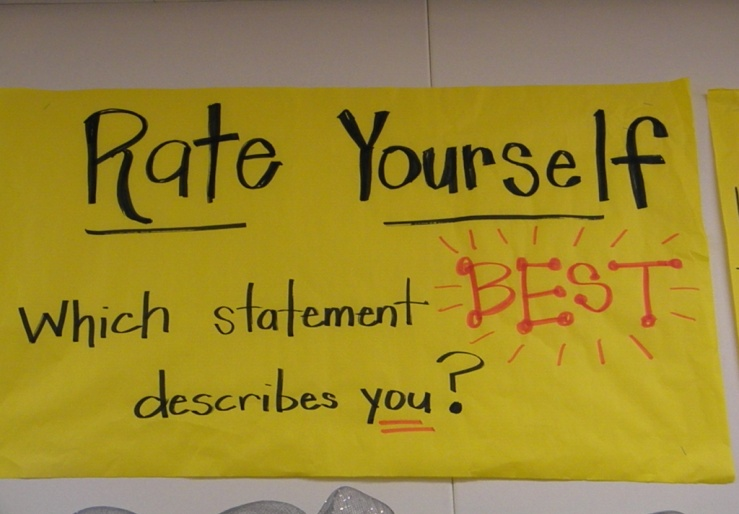 Rate Yourself
Which statement BEST
describes you?